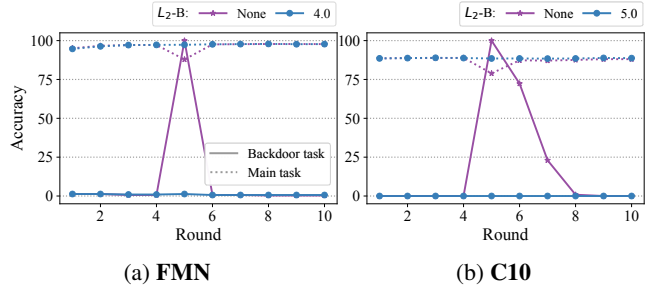 L₂-B: None 4.0
100
75
50
25
0
Accuracy
Backdoor task
Main task
2 4 6 8 10
Round
(a) FMN
L₂-B: None 5.0
100
75
50
25
0
2 4 6 8 10
Round
(b) C10